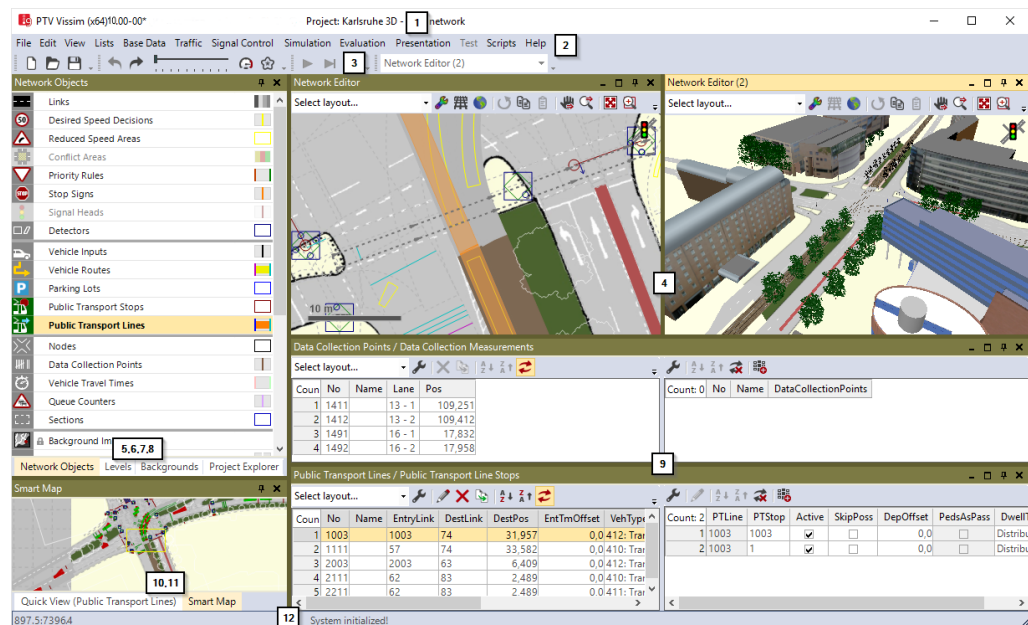 PTV Vissim (x64)10.00-00*
Project: Karlsruhe 3D - 1 network
File Edit View Lists Base Data Traffic Signal Control Simulation Evaluation Presentation Test Scripts Help 2
3 Network Editor (2)
Network Objects
Links
50 Desired Speed Decisions
Reduced Speed Areas
Conflict Areas
Priority Rules
STOP Stop Signs
Signal Heads
Detectors
Vehicle Inputs
Vehicle Routes
P Parking Lots
Public Transport Stops
Public Transport Lines
Nodes
Data Collection Points
Vehicle Travel Times
Queue Counters
Sections
Background Im
5,6,7,8
Network Objects Levels Backgrounds Project Explorer
Smart Map
10,11
Quick View (Public Transport Lines) Smart Map
Network Editor
Select layout...
10 m
Network Editor (2)
Select layout...
4
Data Collection Points / Data Collection Measurements
Select layout...
Coun No Name Lane Pos
1 1411 13 - 1 109,251
2 1412 13 - 2 109,412
3 1491 16 - 1 17,832
4 1492 16 - 2 17,958
Count: 0 No Name DataCollectionPoints
9
Public Transport Lines / Public Transport Line Stops
Select layout...
Coun No Name EntryLink DestLink DestPos EntTmOffset VehType
1 1003 1003 74 31,957 0,0 412: Trar
2 1111 57 74 33,582 0,0 410: Trar
3 2003 2003 63 6,409 0,0 412: Trar
4 2111 62 83 2,489 0,0 410: Trar
5 2211 62 83 2,489 0,0 411: Trar
Count: 2 PTLine PTStop Active SkipPoss DepOffset PedsAsPass DwellT
1 1003 1003 0,0 Distribu
2 1003 1 0,0 Distribu
897.5:7396.4 12 System initialized!